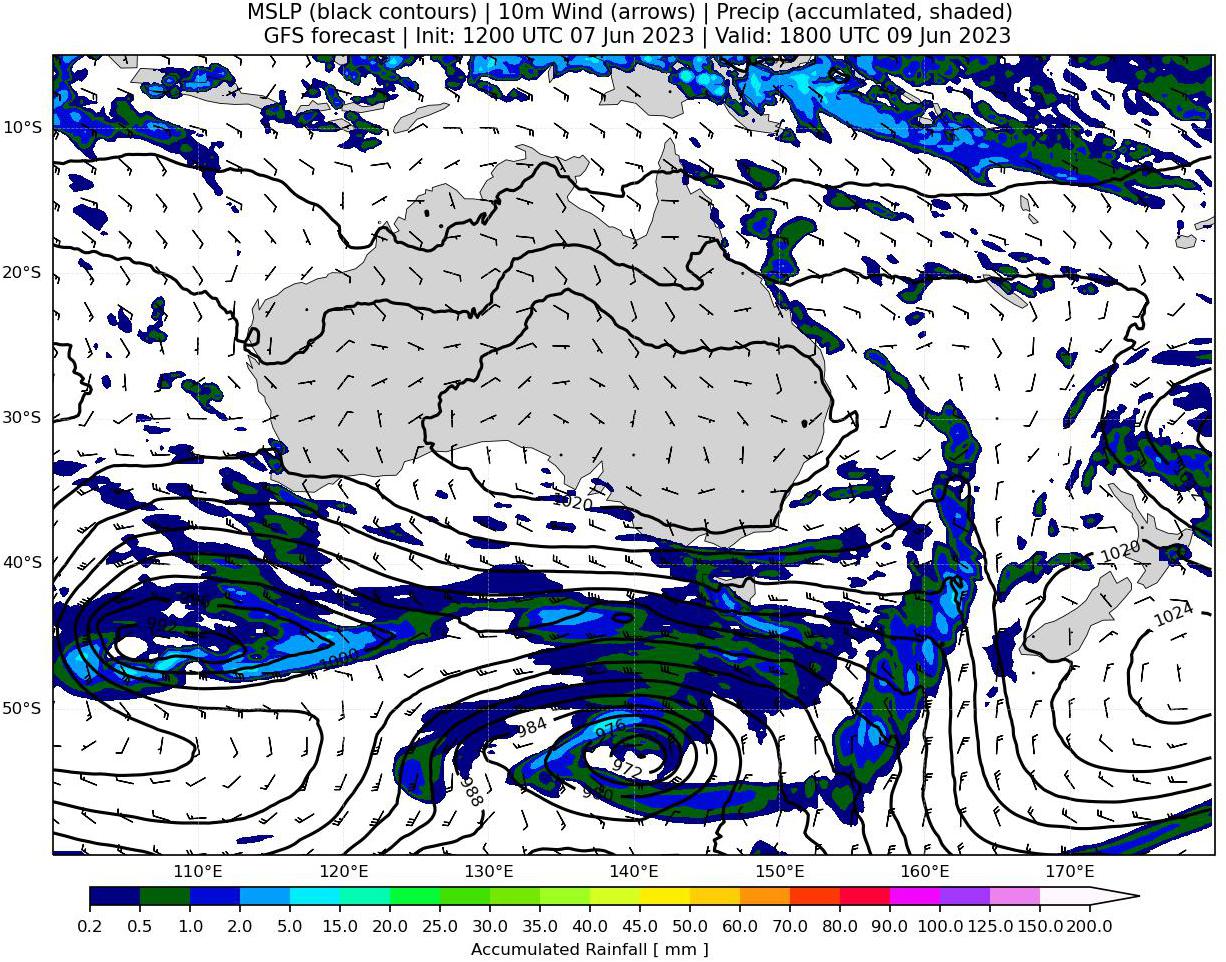 MSLP (black contours) | 10m Wind (arrows) | Precip (accumlated, shaded)
GFS forecast | Init: 1200 UTC 07 Jun 2023 | Valid: 1800 UTC 09 Jun 2023
10°S
20°S
30°S
1020
40°S
1020
992
1000
1024
50°S
984
976
972
988
980
110°E 120°E 130°E 140°E 150°E 160°E 170°E
0.2 0.5 1.0 2.0 5.0 10.0 15.0 20.0 25.0 30.0 35.0 40.0 45.0 50.0 60.0 70.0 80.0 90.0 100.0 125.0 150.0 200.0
Accumulated Rainfall [ mm ]